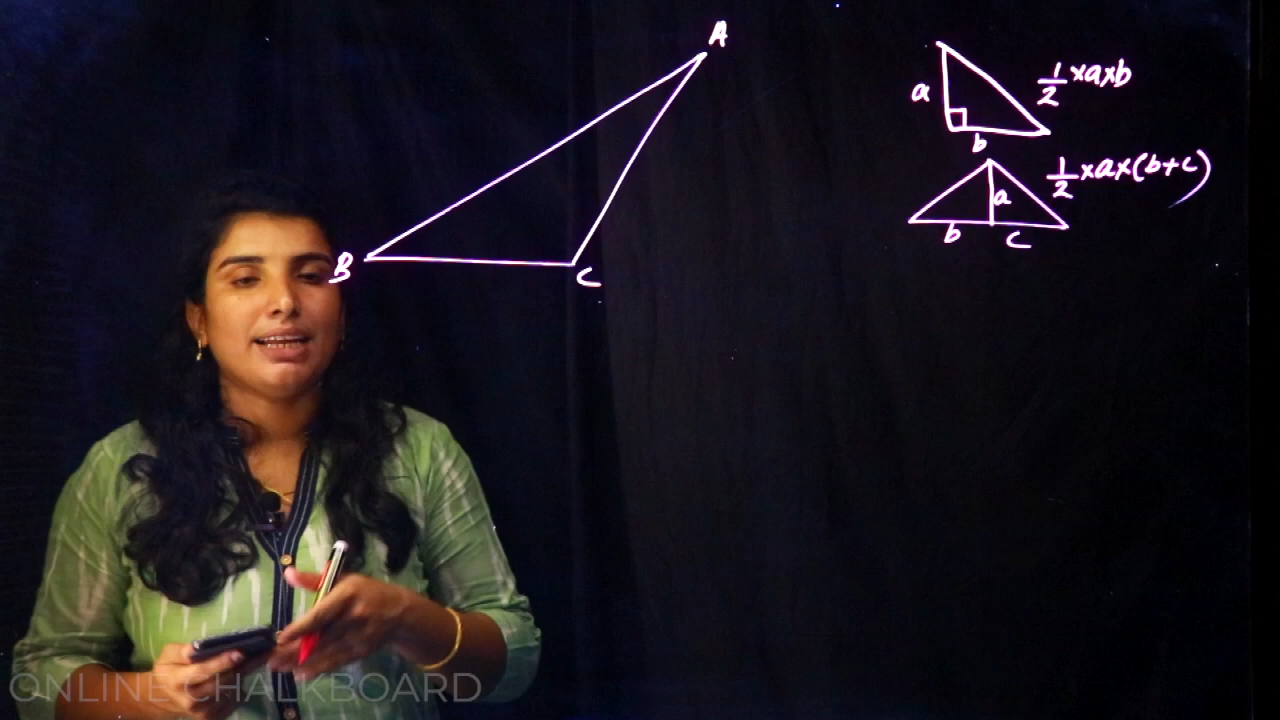 A
B
C
a
b
1/2 ×a×b
a
b
c
1/2 ×a×(b+c)
ONLINE CHALKBOARD